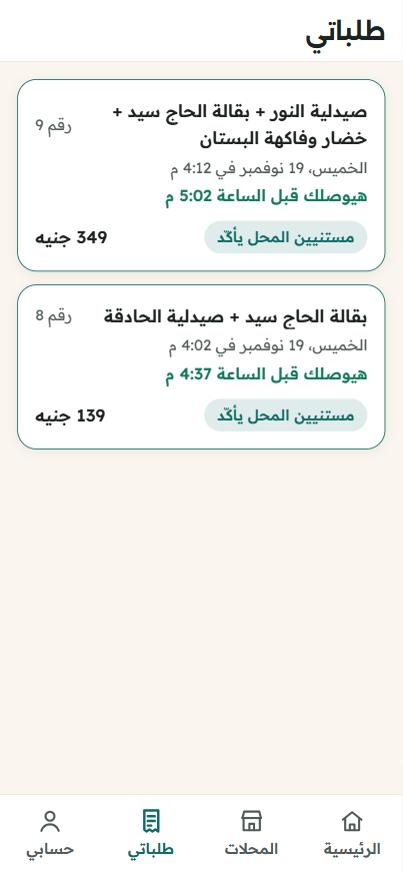 طلباتي
صيدلية النور + بقالة الحاج سيد +
خضار وفاكهة البستان
رقم 9
الخميس، 19 نوفمبر في 4:12 م
هيوصلك قبل الساعة 5:02 م
مستنيين المحل يأكّد
349 جنيه
بقالة الحاج سيد + صيدلية الحادقة
رقم 8
الخميس، 19 نوفمبر في 4:02 م
هيوصلك قبل الساعة 4:37 م
مستنيين المحل يأكّد
139 جنيه
الرئيسية
المحلات
طلباتي
حسابي